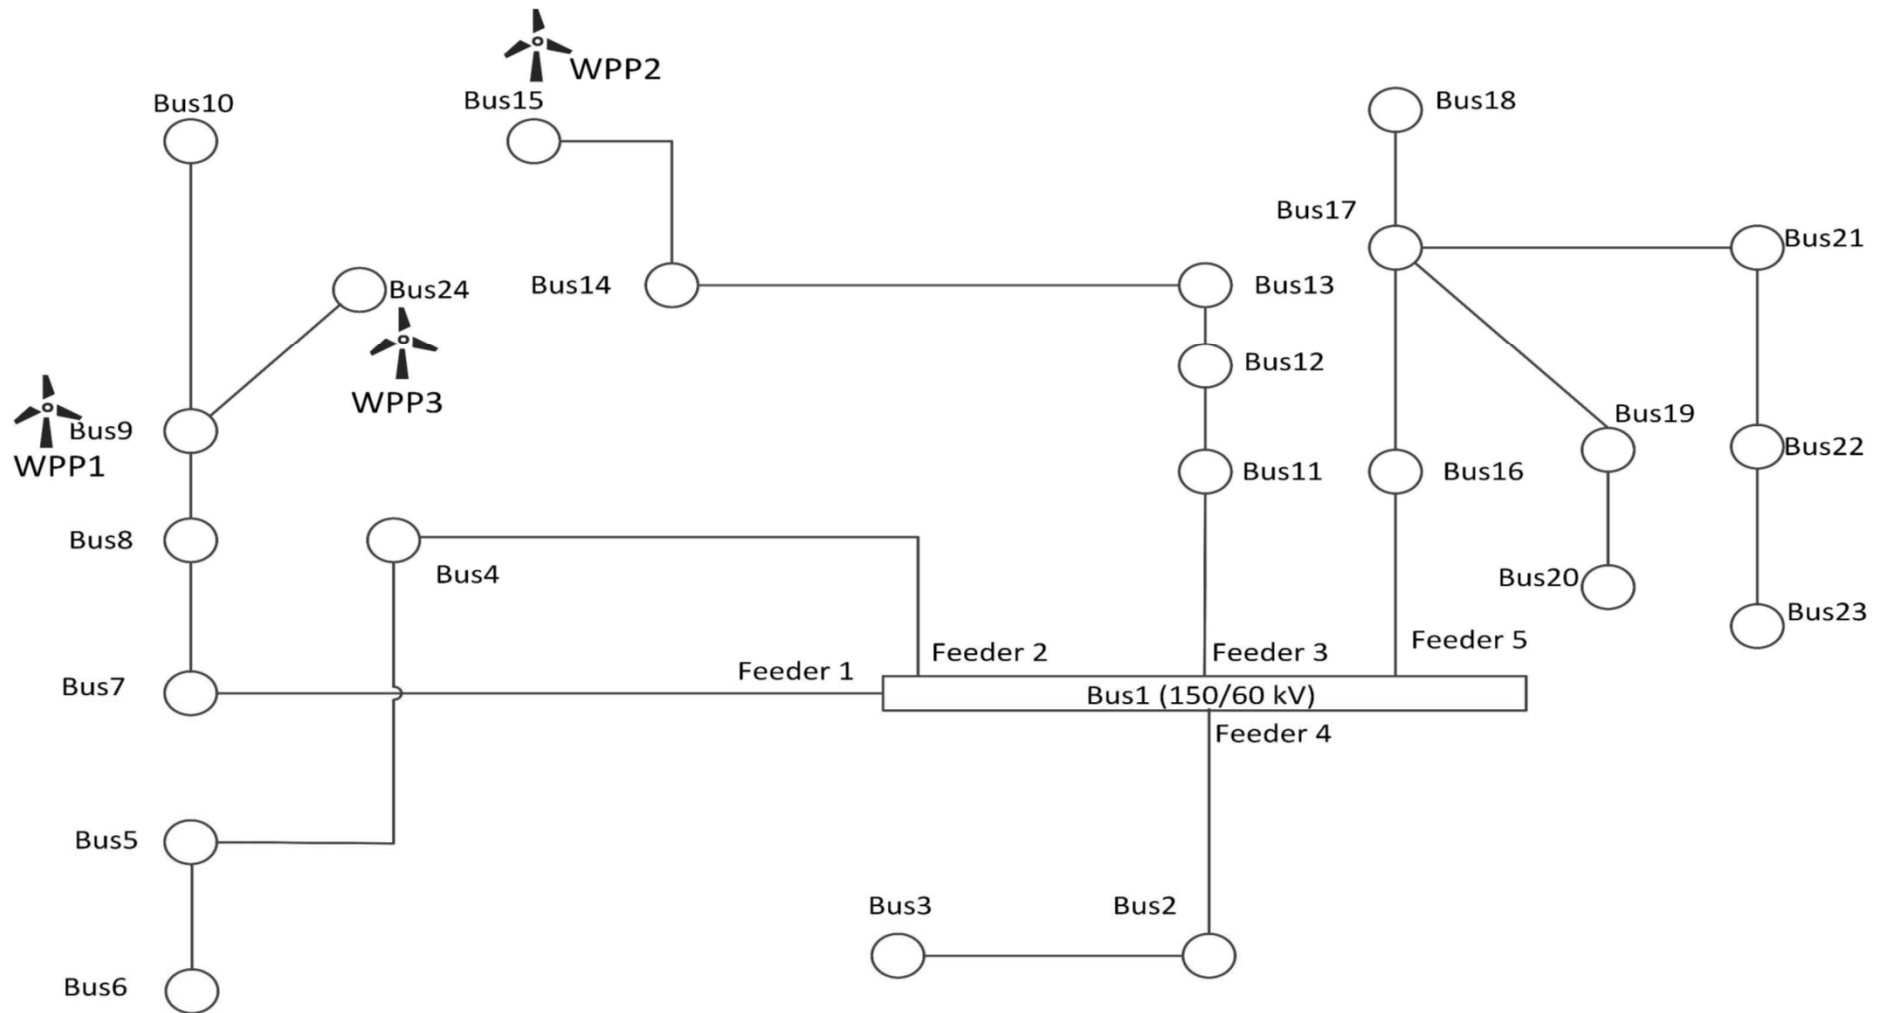 WPP2
Bus10
Bus15
Bus18
Bus17
Bus21
Bus24
Bus14
Bus13
Bus12
WPP3
Bus9
WPP1
Bus19
Bus22
Bus11
Bus16
Bus8
Bus4
Bus20
Bus23
Feeder 1
Feeder 2
Feeder 3
Feeder 5
Bus7
Bus1 (150/60 kV)
Feeder 4
Bus5
Bus3
Bus2
Bus6